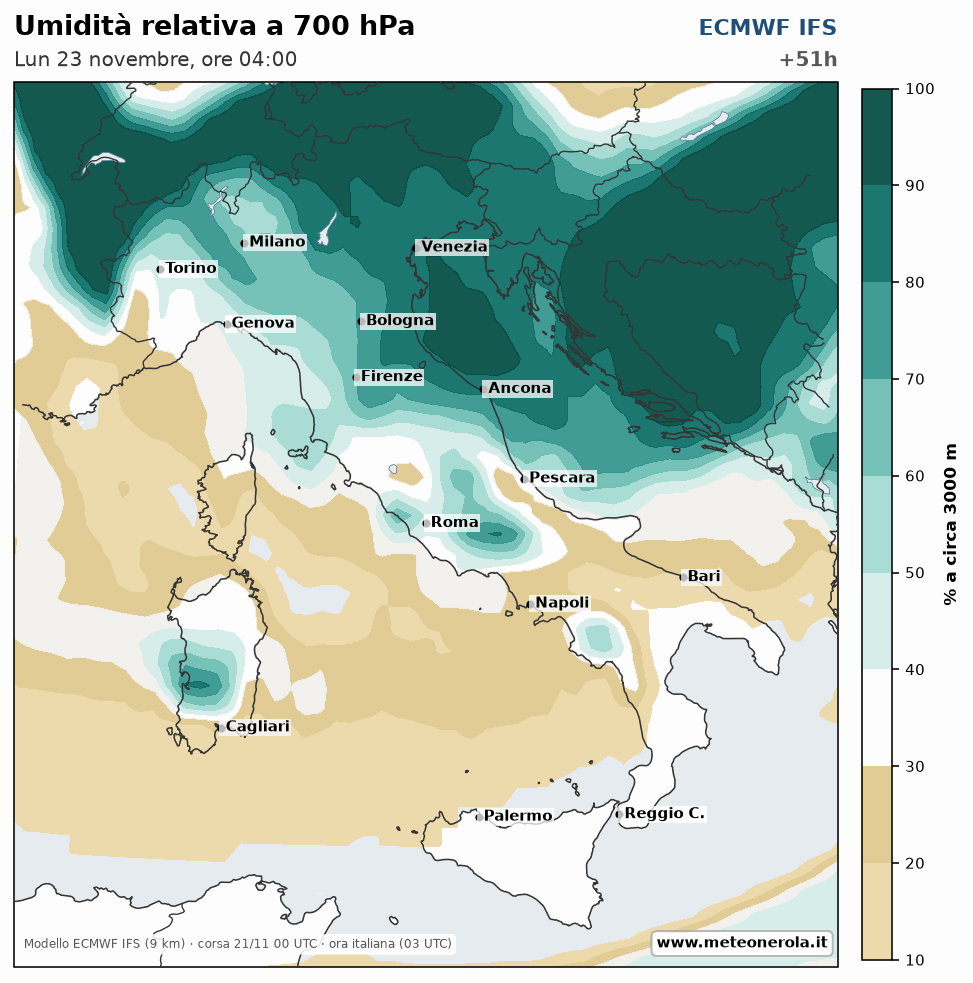 Umidità relativa a 700 hPa
ECMWF IFS
Lun 23 novembre, ore 04:00
+51h
100
90
80
70
60
50
40
30
20
10
% a circa 3000 m
Milano
Venezia
Torino
Genova
Bologna
Firenze
Ancona
Pescara
Roma
Bari
Napoli
Cagliari
Palermo
Reggio C.
Modello ECMWF IFS (9 km) · corsa 21/11 00 UTC · ora italiana (03 UTC)
www.meteonerola.it